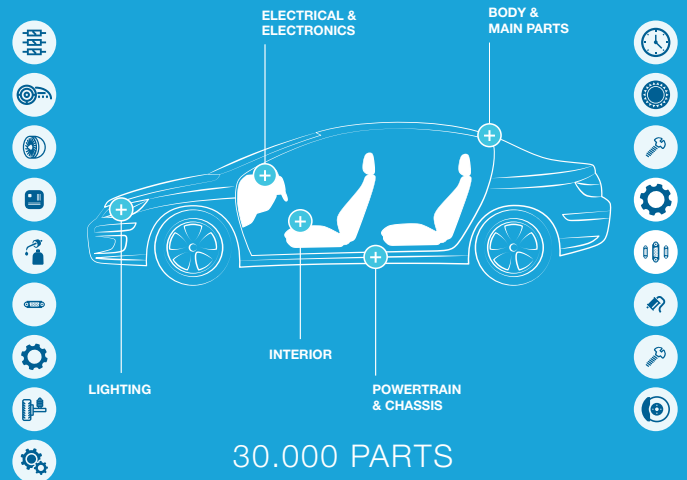 ELECTRICAL &
ELECTRONICS
BODY &
MAIN PARTS
INTERIOR
LIGHTING
POWERTRAIN
& CHASSIS
30.000 PARTS